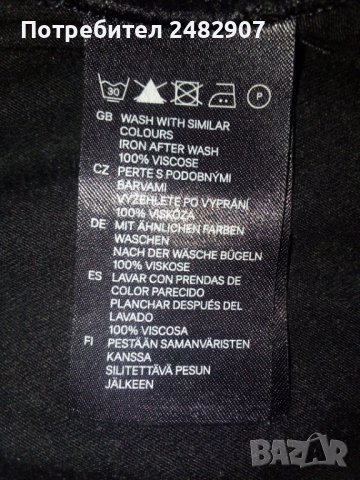 Потребител 2482907
30 P
GB WASH WITH SIMILAR
COLOURS
IRON AFTER WASH
100% VISCOSE
CZ PERTE S PODOBNÝMI
BARVAMI
VYŽEHLETE PO VYPRÁNÍ
100% VISKÓZA
DE MIT ÄHNLICHEN FARBEN
WASCHEN
NACH DER WÄSCHE BÜGELN
100% VISKOSE
ES LAVAR CON PRENDAS DE
COLOR PARECIDO
PLANCHAR DESPUÉS DEL
LAVADO
100% VISCOSA
FI PESTÄÄN SAMANVÄRISTEN
KANSSA
SILITETTÄVÄ PESUN
JÄLKEEN
BAZAR